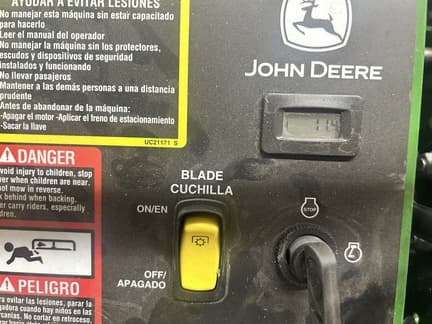 AYUDAR A EVITAR LESIONES
No manejar esta máquina sin estar capacitado
para hacerlo
Leer el manual del operador
No manejar la máquina sin los protectores,
escudos y dispositivos de seguridad
instalados y funcionando
No llevar pasajeros
Mantener a las demás personas a una distancia
prudente
Antes de abandonar de la máquina:
-Apagar el motor -Aplicar el freno de estacionamiento
-Sacar la llave
UC21171 S
JOHN DEERE
DANGER
avoid injury to children, stop
when children are near.
not mow in reverse.
k behind when backing.
er carry riders, especially
children.
PELIGRO
a evitar las lesiones, parar la
gadora cuando hay niños en las
canías. No cortar en retroceso.
BLADE
CUCHILLA
ON/EN
OFF/
APAGADO
STOP